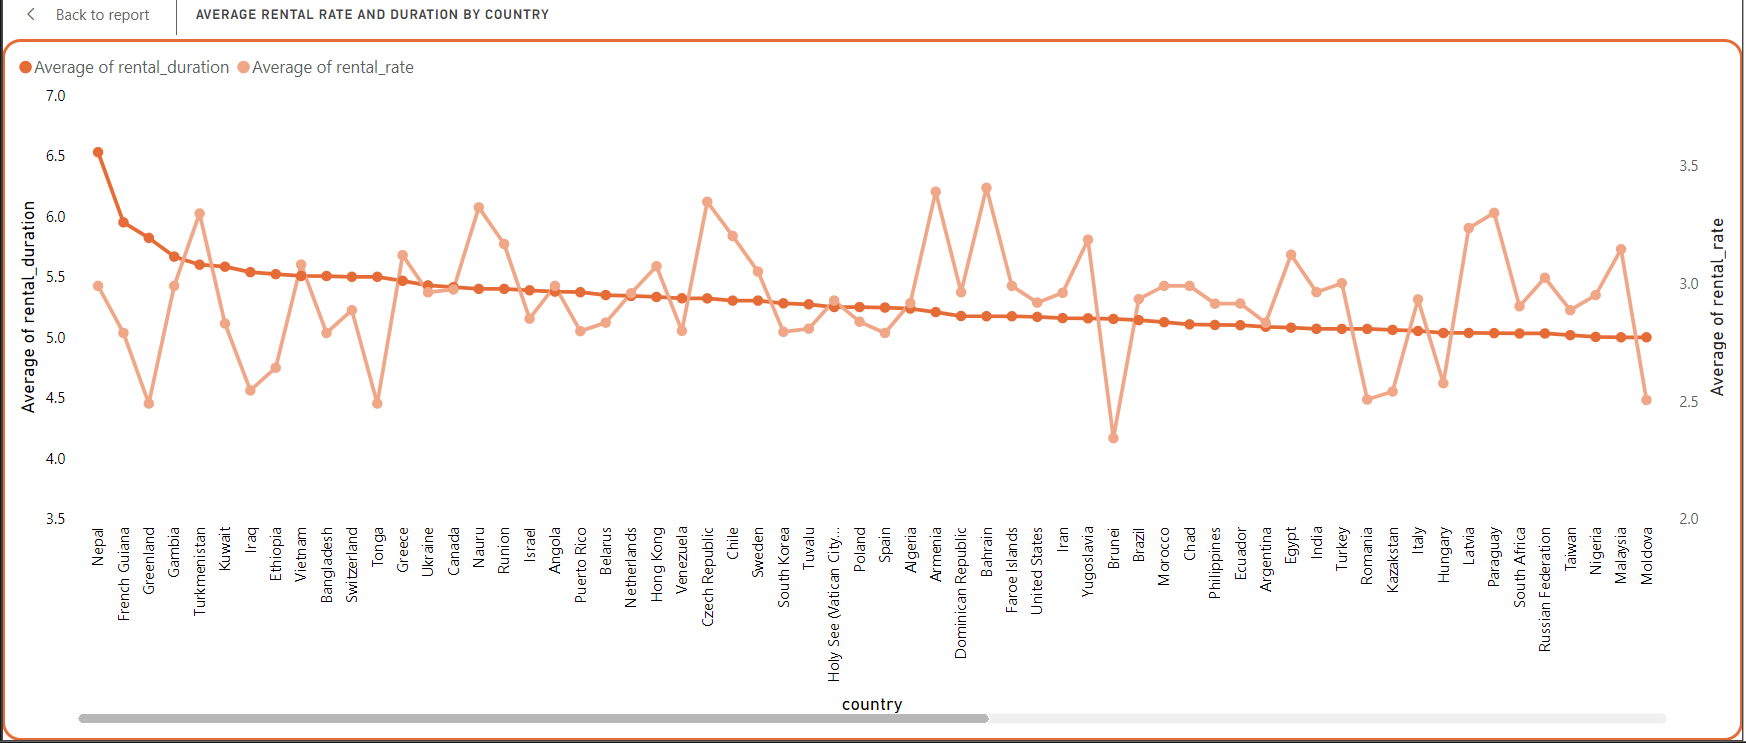 Back to report
AVERAGE RENTAL RATE AND DURATION BY COUNTRY
Average of rental_duration
Average of rental_rate
7.0
6.5
6.0
5.5
5.0
4.5
4.0
3.5
Average of rental_duration
3.5
3.0
2.5
2.0
Average of rental_rate
Nepal
French Guiana
Greenland
Gambia
Turkmenistan
Kuwait
Iraq
Ethiopia
Vietnam
Bangladesh
Switzerland
Tonga
Greece
Ukraine
Canada
Nauru
Runion
Israel
Angola
Puerto Rico
Belarus
Netherlands
Hong Kong
Venezuela
Czech Republic
Chile
Sweden
South Korea
Tuvalu
Holy See (Vatican City...
Poland
Spain
Algeria
Armenia
Dominican Republic
Bahrain
Faroe Islands
United States
Iran
Yugoslavia
Brunei
Brazil
Morocco
Chad
Philippines
Ecuador
Argentina
Egypt
India
Turkey
Romania
Kazakstan
Italy
Hungary
Latvia
Paraguay
South Africa
Russian Federation
Taiwan
Nigeria
Malaysia
Moldova
country